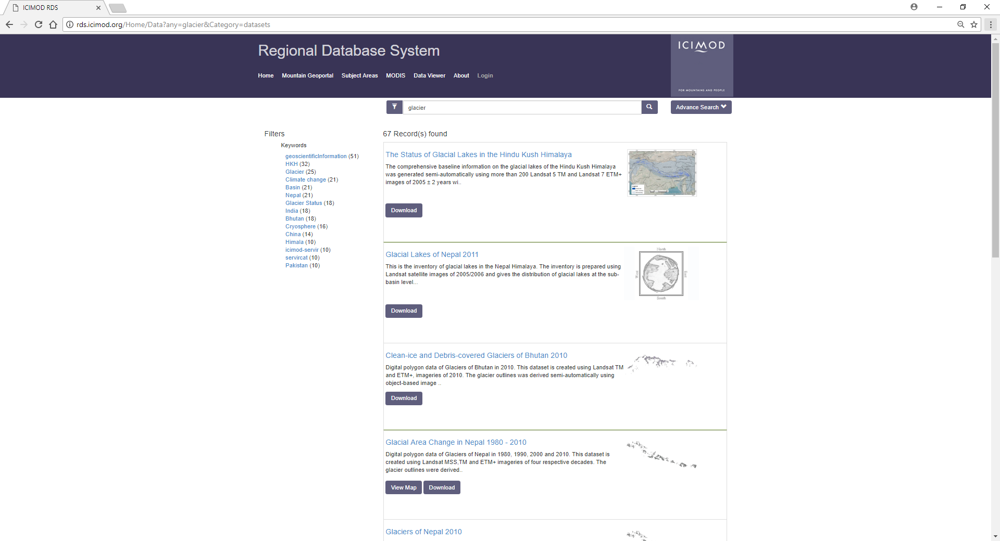 ICIMOD RDS
rds.icimod.org/Home/Data?any=glacier&Category=datasets
Regional Database System
ICIMOD
FOR MOUNTAINS AND PEOPLE
Home Mountain Geoportal Subject Areas MODIS Data Viewer About Login
glacier
Advance Search
Filters
Keywords
geoscientificInformation (51)
HKH (32)
Glacier (25)
Climate change (21)
Basin (21)
Nepal (21)
Glacier Status (18)
India (18)
Bhutan (18)
Cryosphere (16)
China (14)
Himala (10)
icimod-servir (10)
servircat (10)
Pakistan (10)
67 Record(s) found
The Status of Glacial Lakes in the Hindu Kush Himalaya
The comprehensive baseline information on the glacial lakes of the Hindu Kush Himalaya
was generated semi-automatically using more than 200 Landsat 5 TM and Landsat 7 ETM+
images of 2005 ± 2 years wi..
Download
Glacial Lakes of Nepal 2011
This is the inventory of glacial lakes in the Nepal Himalaya. The inventory is prepared using
Landsat satellite images of 2005/2006 and gives the distribution of glacial lakes at the sub-
basin level...
North
West
East
South
Download
Clean-ice and Debris-covered Glaciers of Bhutan 2010
Digital polygon data of Glaciers of Bhutan in 2010. This dataset is created using Landsat TM
and ETM+, imageries of 2010. The glacier outlines was derived semi-automatically using
object-based image ..
Download
Glacial Area Change in Nepal 1980 - 2010
Digital polygon data of Glaciers of Nepal in 1980, 1990, 2000 and 2010. This dataset is
created using Landsat MSS,TM and ETM+ imageries of four respective decades. The
glacier outlines were derived..
View Map Download
Glaciers of Nepal 2010